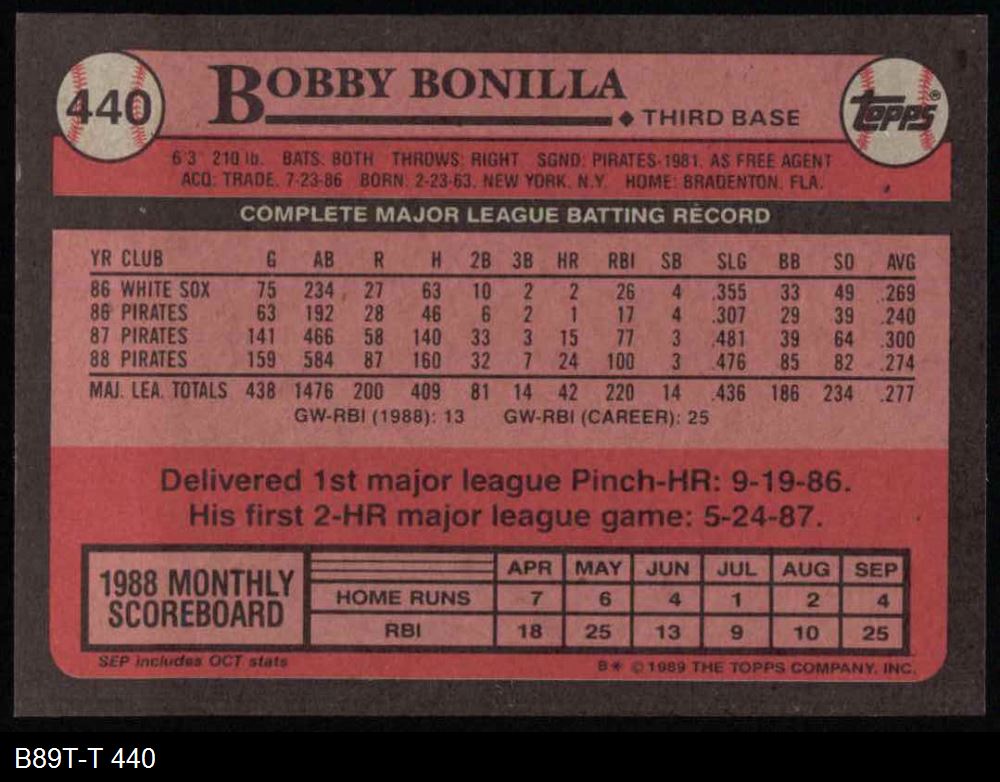 440
BOBBY BONILLA
THIRD BASE
topps®
6'3" 210 lb. BATS: BOTH THROWS: RIGHT SGND: PIRATES-1981, AS FREE AGENT
ACQ: TRADE, 7-23-86 BORN: 2-23-63, NEW YORK, N.Y. HOME: BRADENTON, FLA.
COMPLETE MAJOR LEAGUE BATTING RECORD
YR CLUB G AB R H 2B 3B HR RBI SB SLG BB SO AVG
86 WHITE SOX 75 234 27 63 10 2 2 26 4 .355 33 49 .269
86 PIRATES 63 192 28 46 6 2 1 17 4 .307 29 39 .240
87 PIRATES 141 466 58 140 33 3 15 77 3 .481 39 64 .300
88 PIRATES 159 584 87 160 32 7 24 100 3 .476 85 82 .274
MAJ. LEA. TOTALS 438 1476 200 409 81 14 42 220 14 .436 186 234 .277
GW-RBI (1988): 13 GW-RBI (CAREER): 25
Delivered 1st major league Pinch-HR: 9-19-86.
His first 2-HR major league game: 5-24-87.
1988 MONTHLY
SCOREBOARD
APR MAY JUN JUL AUG SEP
HOME RUNS 7 6 4 1 2 4
RBI 18 25 13 9 10 25
SEP includes OCT stats
B* © 1989 THE TOPPS COMPANY, INC.
B89T-T 440